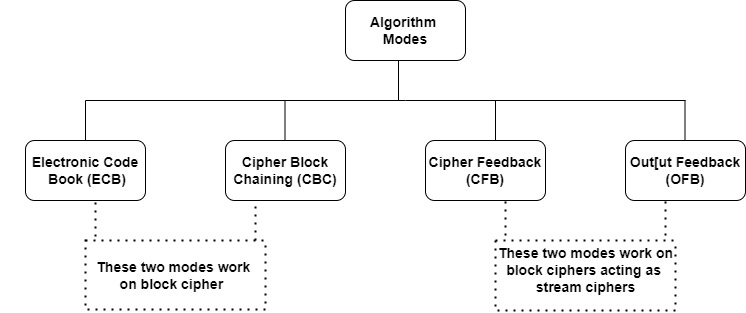 Algorithm
Modes
Electronic Code
Book (ECB)
Cipher Block
Chaining (CBC)
Cipher Feedback
(CFB)
Out[ut Feedback
(OFB)
These two modes work
on block cipher
These two modes work on
block ciphers acting as
stream ciphers